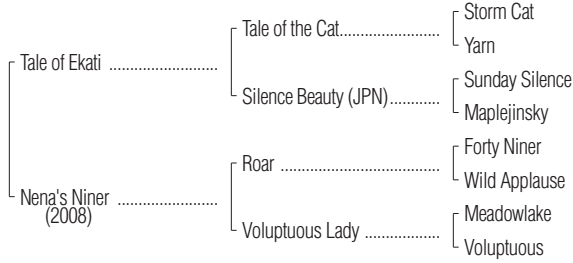 Storm Cat
Tale of the Cat....................
Yarn
Tale of Ekati ..........................
Sunday Silence
Silence Beauty (JPN)............
Maplejinsky
Forty Niner
Roar ...................................
Wild Applause
Nena's Niner ........................
(2008)
Meadowlake
Voluptuous Lady ..................
Voluptuous